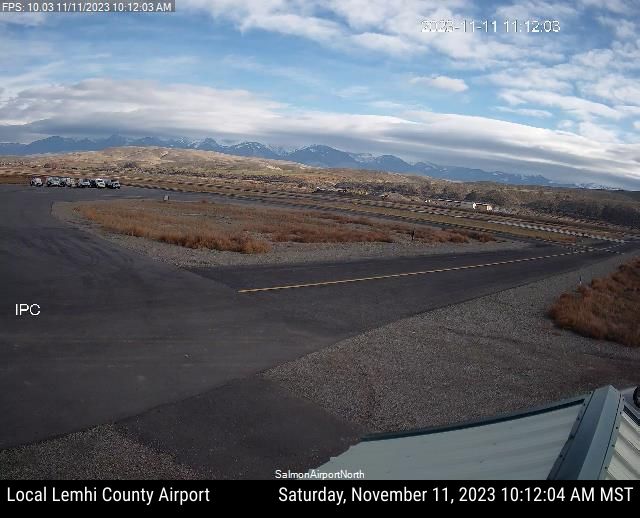 FPS: 10.03 11/11/2023 10:12:03 AM
2023-11-11 11:12:03
IPC
SalmonAirportNorth
Local Lemhi County Airport
Saturday, November 11, 2023 10:12:04 AM MST